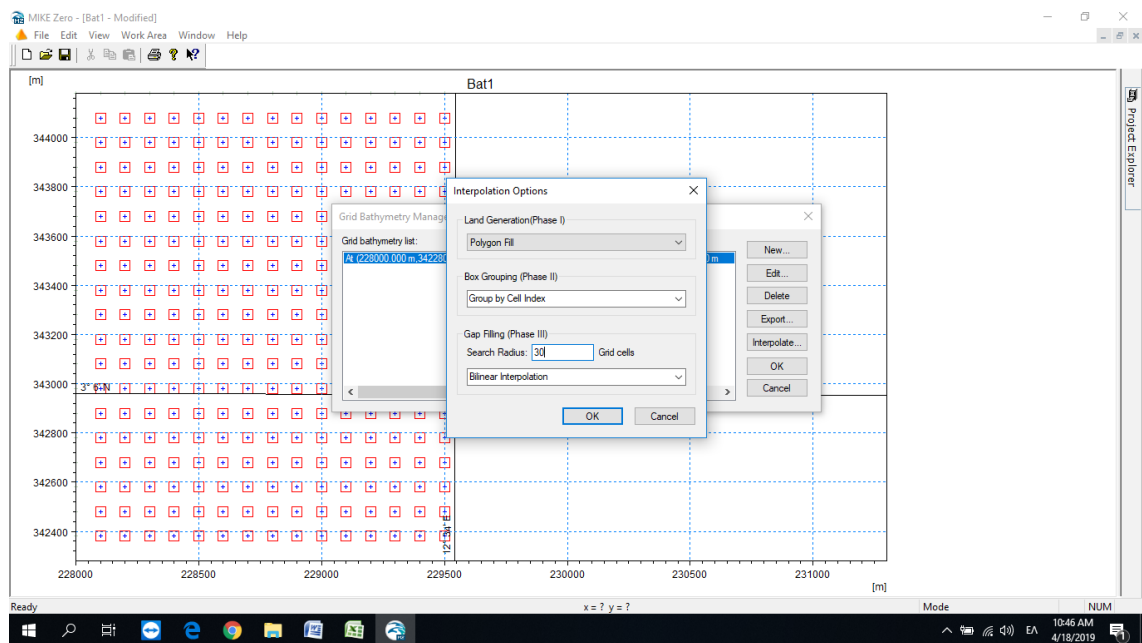 MIKE Zero - [Bat1 - Modified]
File Edit View Work Area Window Help
[m]
Bat1
344000
343800
343600
343400
343200
343000
342800
342600
342400
3° 6' N
228000 228500 229000 229500 230000 230500 231000
[m]
Project Explorer
Grid Bathymetry Manage
Grid bathymetry list:
At (228000.000 m,342280
0 m
New...
Edit...
Delete
Export...
Interpolate...
OK
Cancel
Interpolation Options
Land Generation(Phase I)
Polygon Fill
Box Grouping (Phase II)
Group by Cell Index
Gap Filling (Phase III)
Search Radius: 30 Grid cells
Bilinear Interpolation
OK Cancel
Ready x = ? y = ? Mode NUM
ΕΛ
10:46 AM
4/18/2019